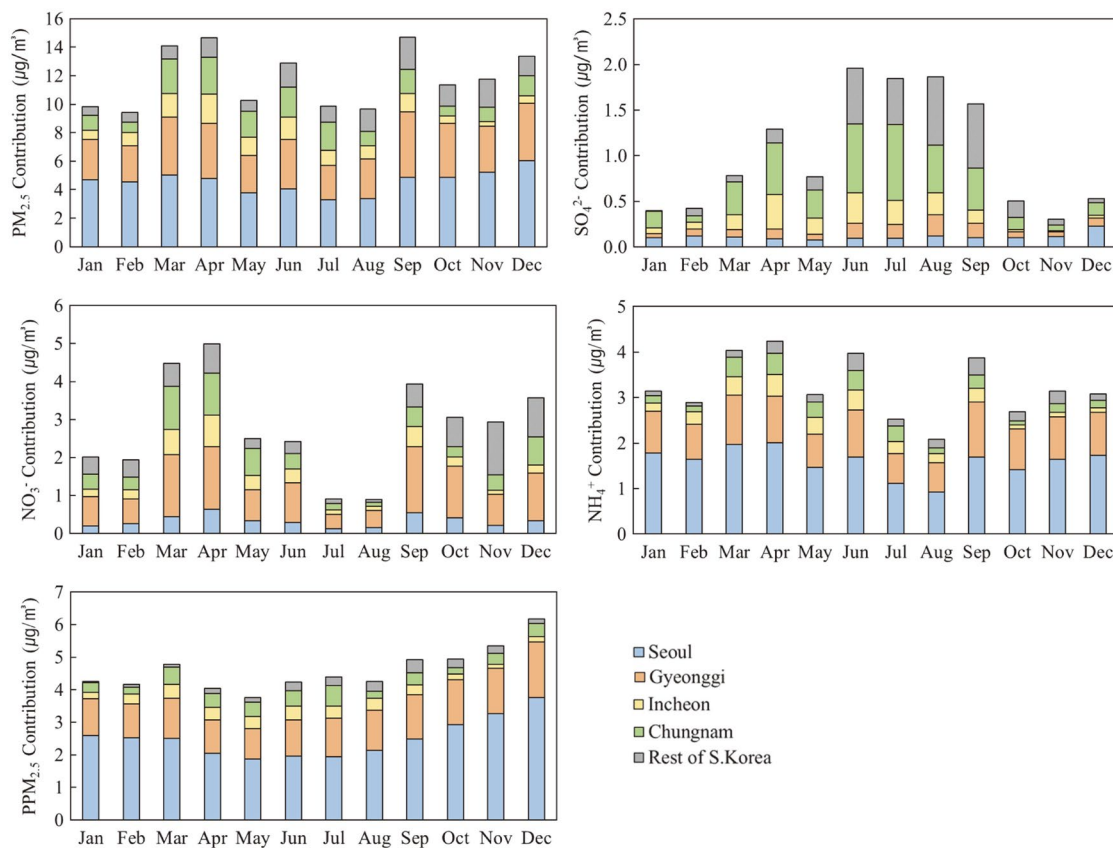 PM2.5 Contribution (μg/m³)
16
14
12
10
8
6
4
2
0
Jan Feb Mar Apr May Jun Jul Aug Sep Oct Nov Dec
SO4²⁻ Contribution (μg/m³)
2.5
2.0
1.5
1.0
0.5
0.0
Jan Feb Mar Apr May Jun Jul Aug Sep Oct Nov Dec
NO3⁻ Contribution (μg/m³)
6
5
4
3
2
1
0
Jan Feb Mar Apr May Jun Jul Aug Sep Oct Nov Dec
NH4⁺ Contribution (μg/m³)
5
4
3
2
1
0
Jan Feb Mar Apr May Jun Jul Aug Sep Oct Nov Dec
PPM2.5 Contribution (μg/m³)
7
6
5
4
3
2
1
0
Jan Feb Mar Apr May Jun Jul Aug Sep Oct Nov Dec
Seoul
Gyeonggi
Incheon
Chungnam
Rest of S.Korea